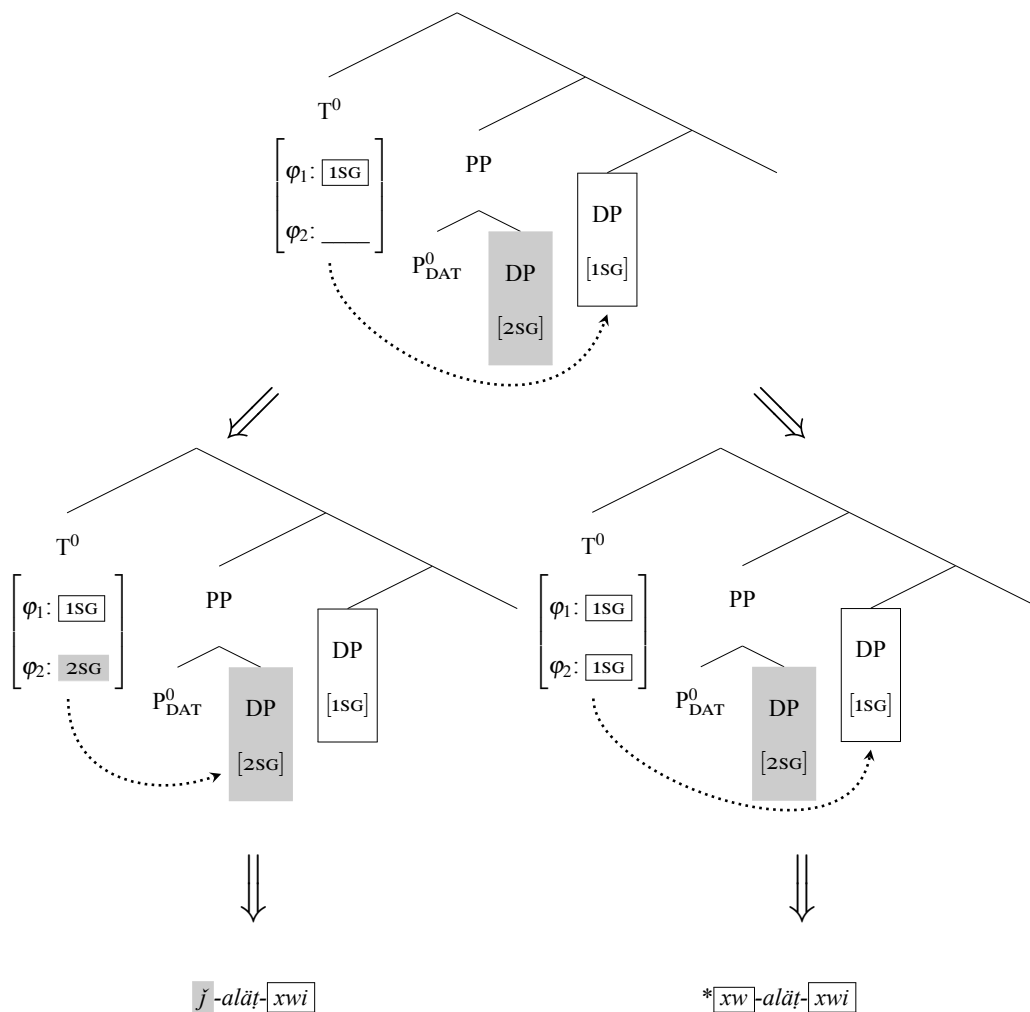 T⁰
PP
φ₁: 1SG
φ₂: ___
DP
[1SG]
P⁰DAT
DP
[2SG]
T⁰
PP
φ₁: 1SG
φ₂: 2SG
DP
[1SG]
P⁰DAT
DP
[2SG]
T⁰
PP
φ₁: 1SG
φ₂: 1SG
DP
[1SG]
P⁰DAT
DP
[2SG]
ǰ-aläṭ-xwi
*xw-aläṭ-xwi